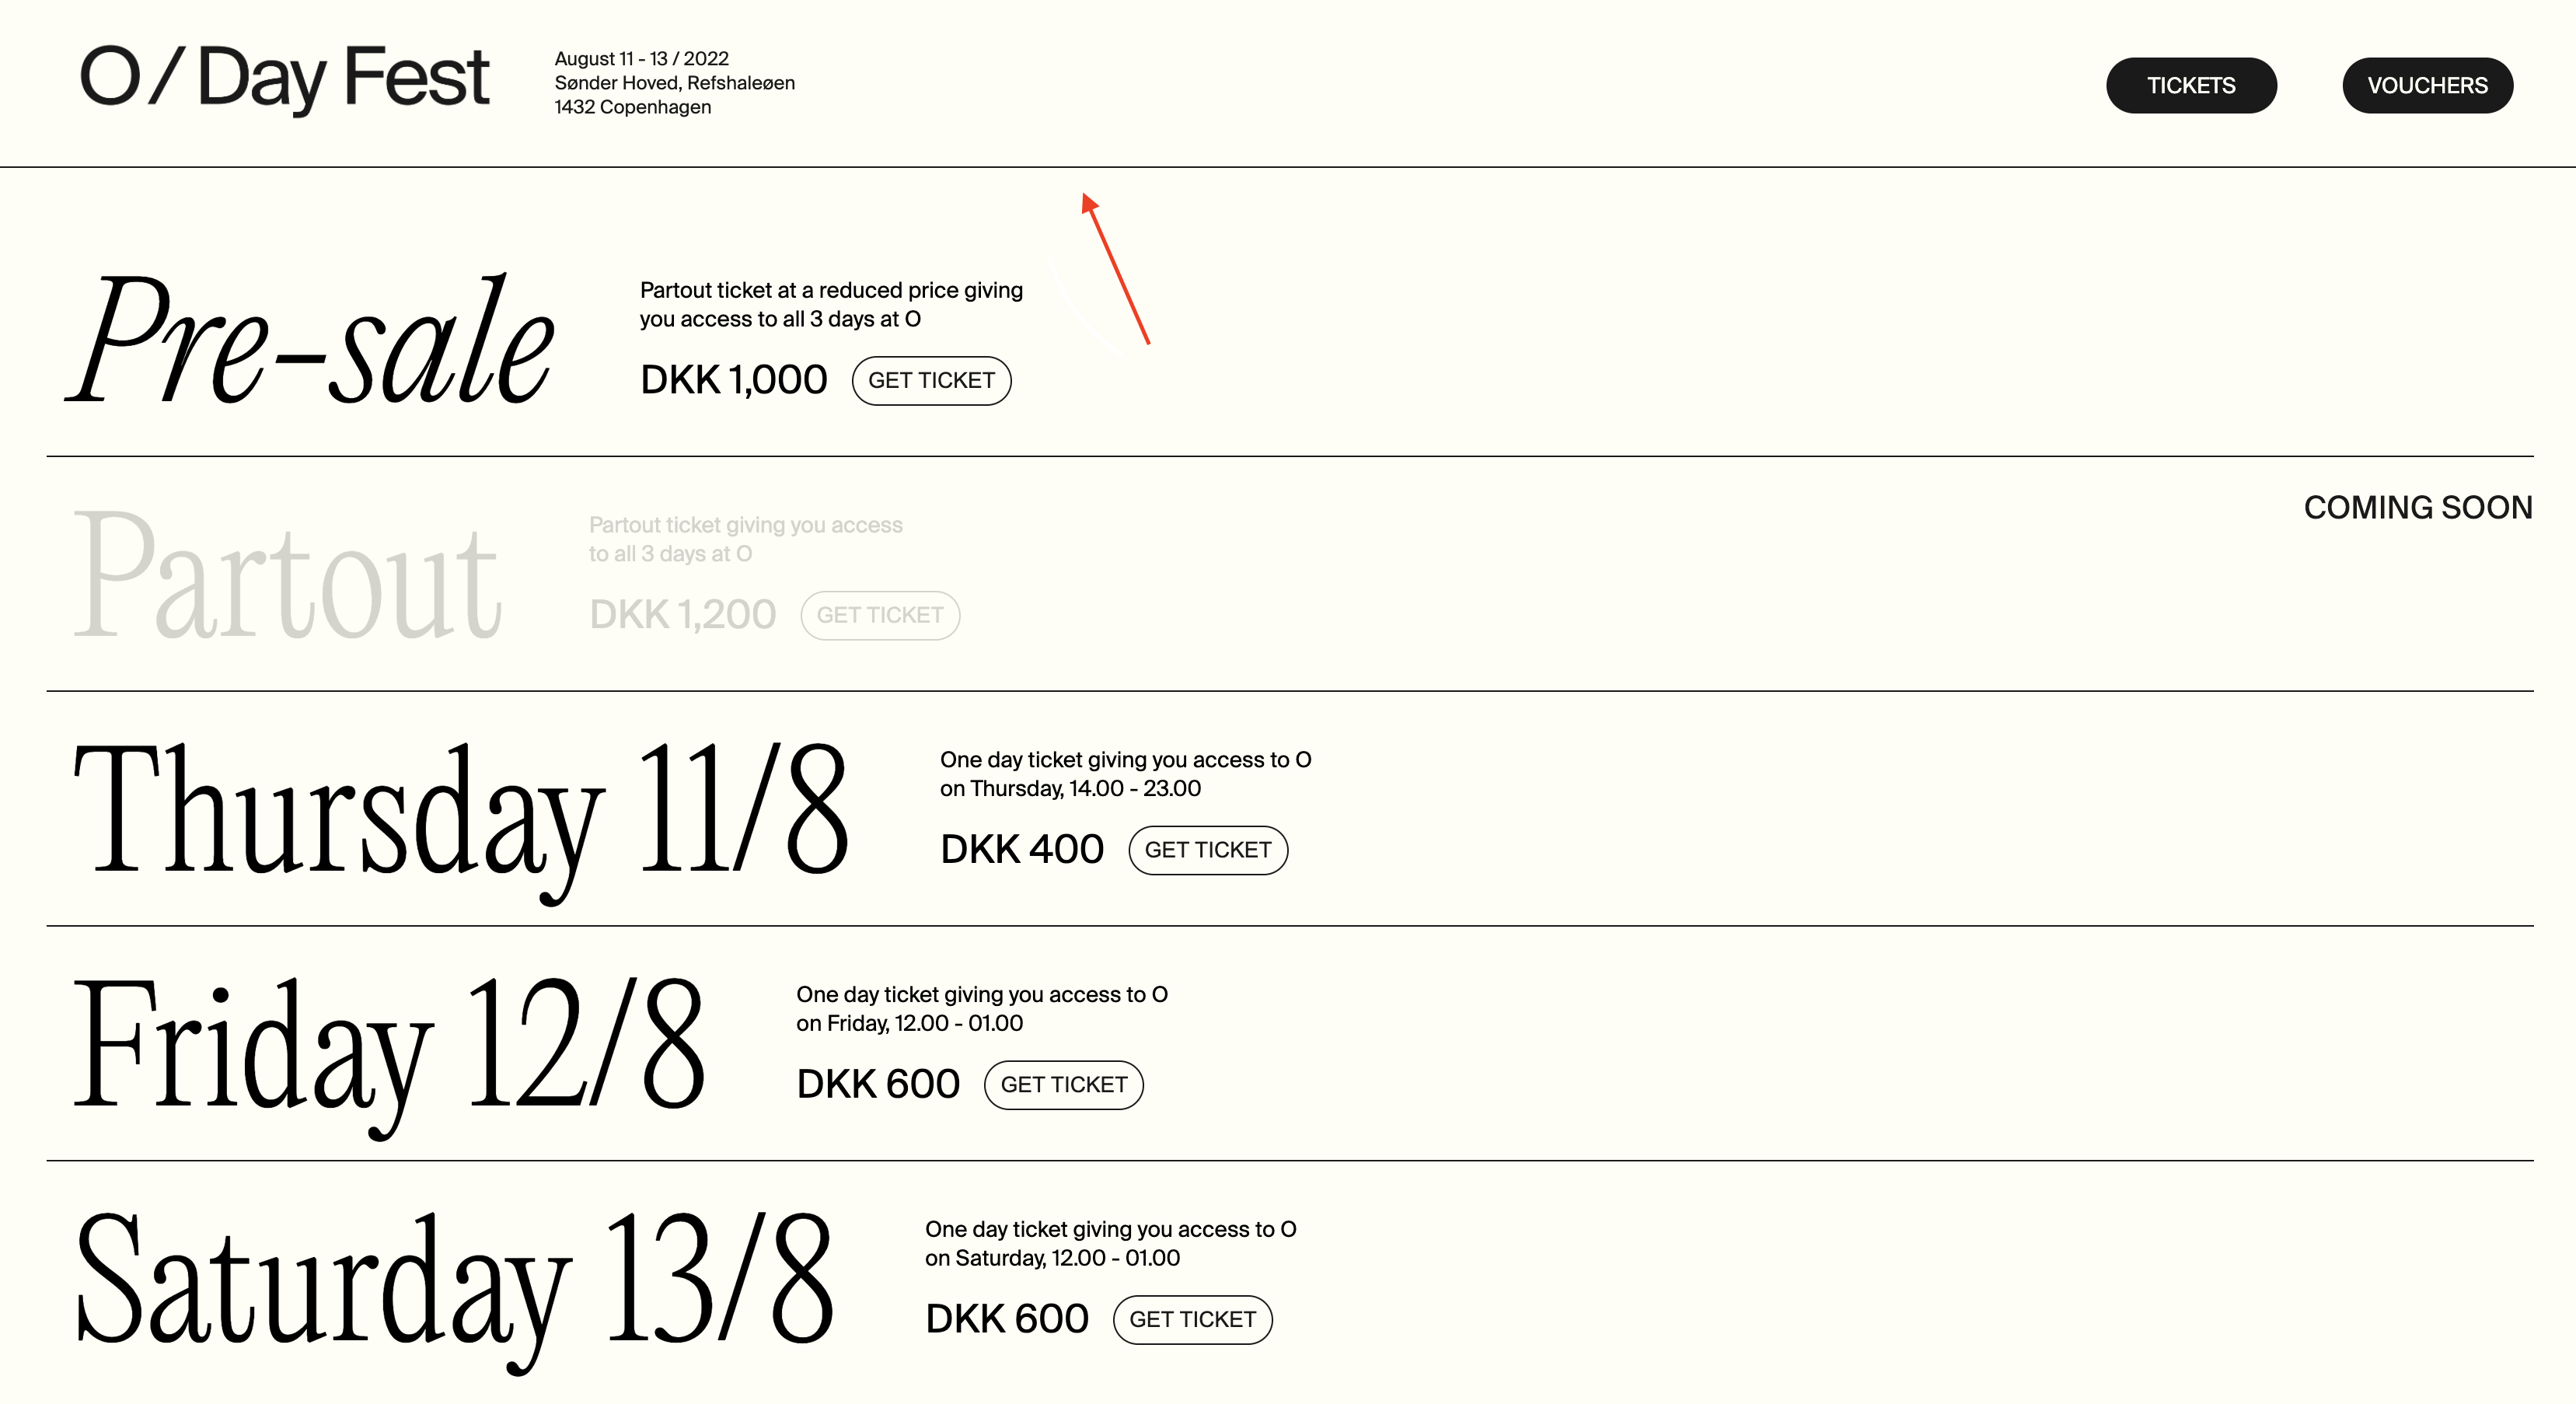 O / Day Fest
August 11 - 13 / 2022
Sønder Hoved, Refshaleøen
1432 Copenhagen
TICKETS
VOUCHERS
Pre-sale
Partout ticket at a reduced price giving
you access to all 3 days at O
DKK 1,000
GET TICKET
COMING SOON
Partout
Partout ticket giving you access
to all 3 days at O
DKK 1,200
GET TICKET
Thursday 11/8
One day ticket giving you access to O
on Thursday, 14.00 - 23.00
DKK 400
GET TICKET
Friday 12/8
One day ticket giving you access to O
on Friday, 12.00 - 01.00
DKK 600
GET TICKET
Saturday 13/8
One day ticket giving you access to O
on Saturday, 12.00 - 01.00
DKK 600
GET TICKET